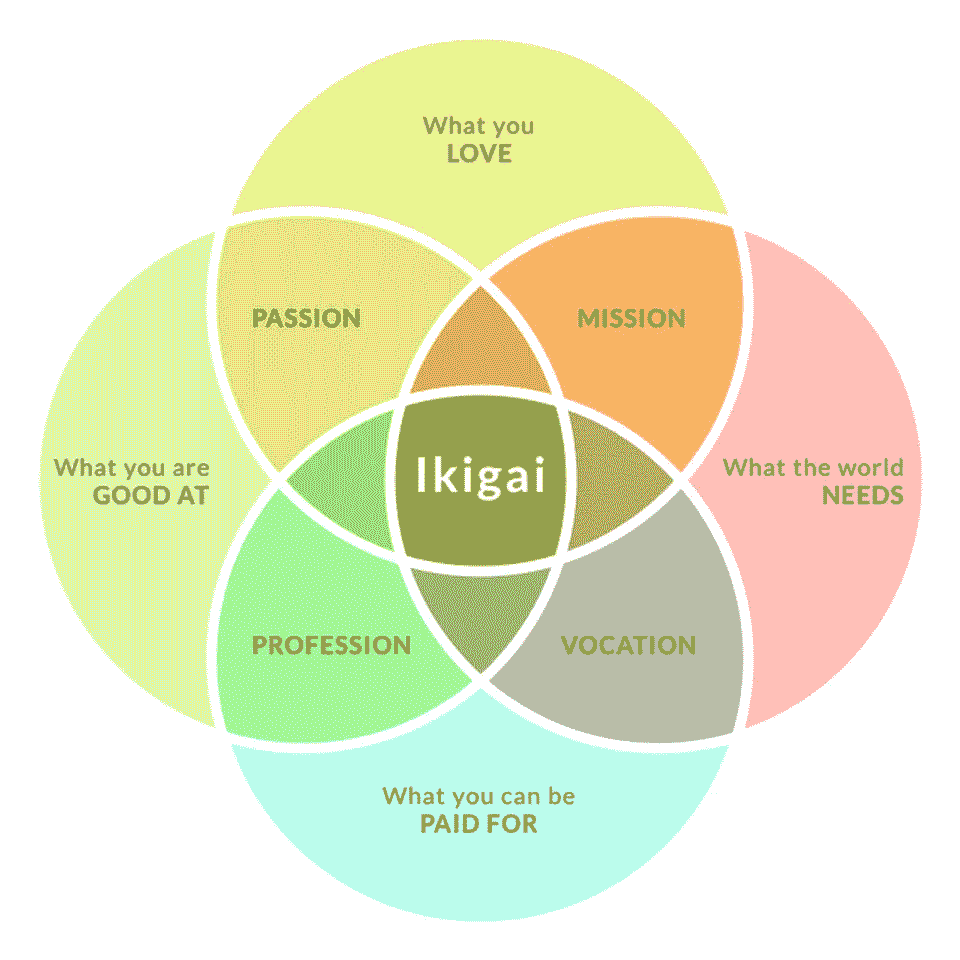 What you
LOVE
PASSION
MISSION
What you are
GOOD AT
Ikigai
What the world
NEEDS
PROFESSION
VOCATION
What you can be
PAID FOR